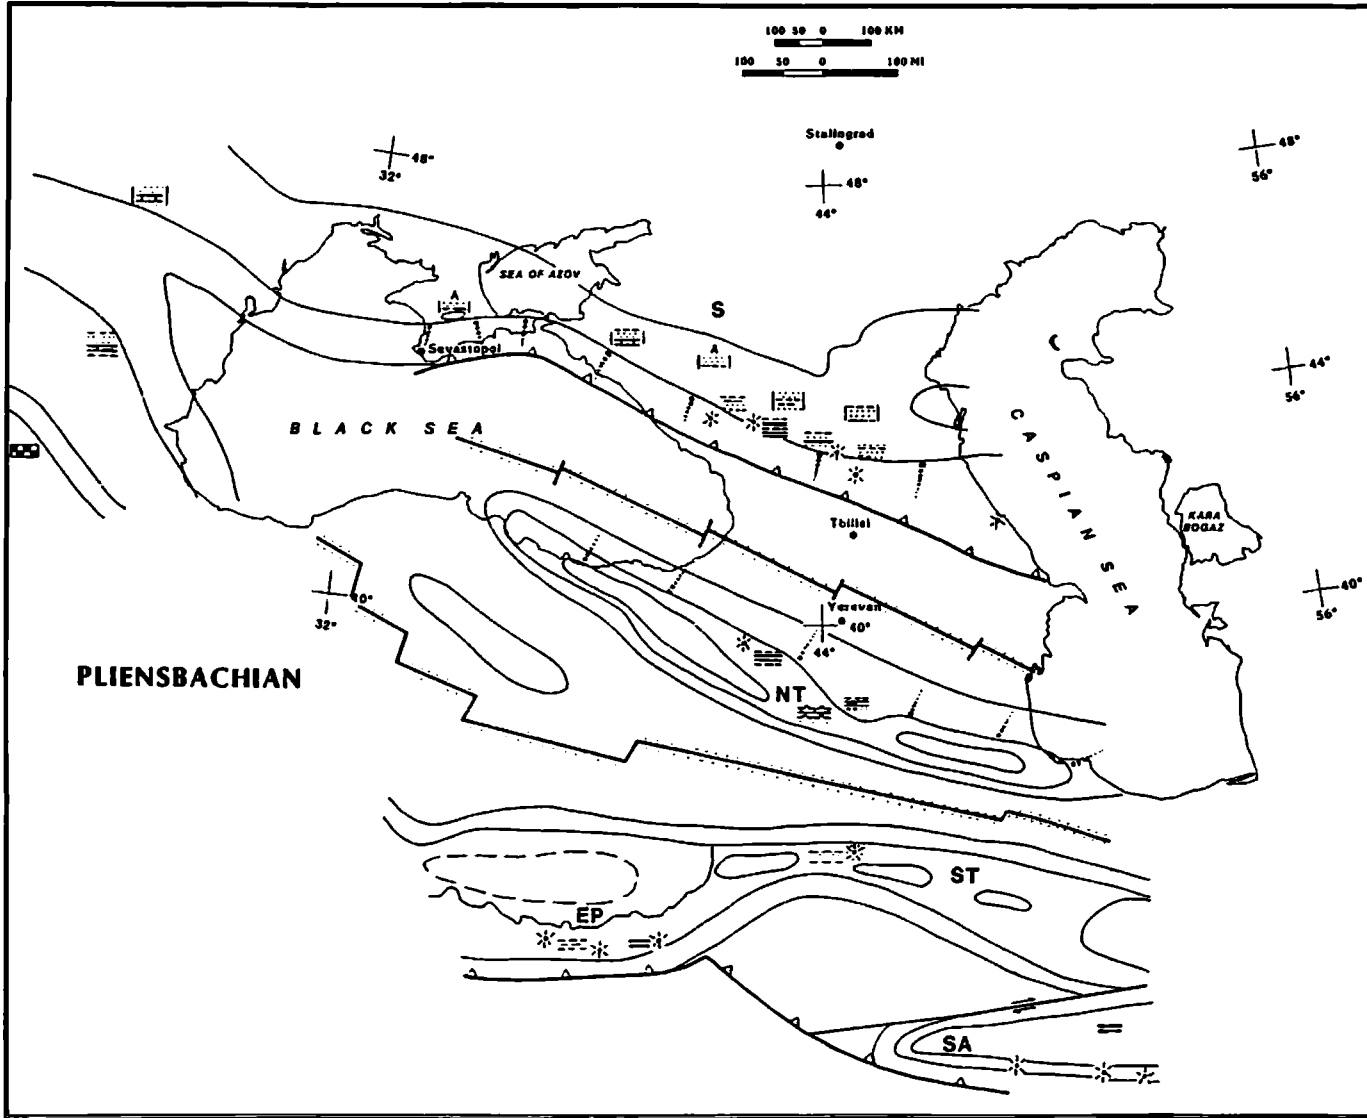 100 50 0 100 KM
100 50 0 100 MI
Stalingrad
48°
32°
48°
44°
48°
56°
SEA OF AZOV
A
S
A
Sevastopol
44°
56°
BLACK SEA
CASPIAN SEA
KARA
BOGAZ
Tbilisi
40°
32°
Yerevan
40°
44°
40°
56°
PLIENSBACHIAN
NT
ST
EP
SA